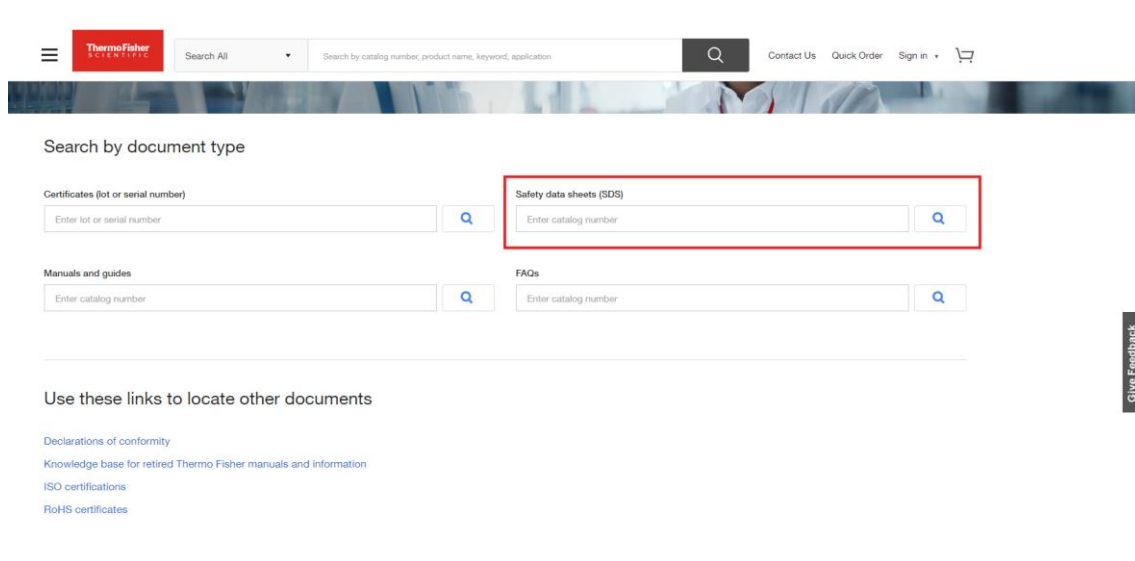 ThermoFisher
SCIENTIFIC
Search All
Search by catalog number, product name, keyword, application
Contact Us
Quick Order
Sign in
Search by document type
Certificates (lot or serial number)
Enter lot or serial number
Safety data sheets (SDS)
Enter catalog number
Manuals and guides
Enter catalog number
FAQs
Enter catalog number
Give Feedback
Use these links to locate other documents
Declarations of conformity
Knowledge base for retired Thermo Fisher manuals and information
ISO certifications
RoHS certificates